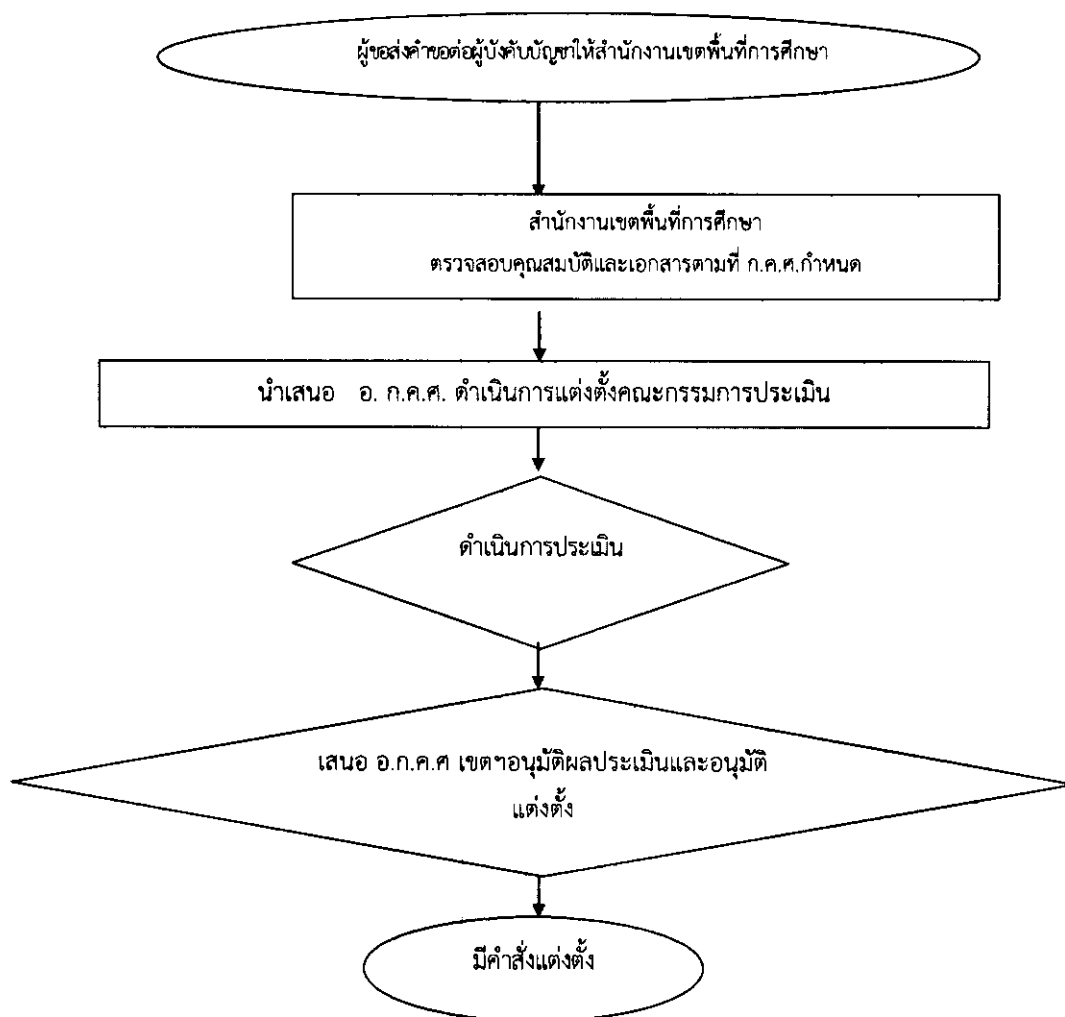 ผู้ขอส่งคำขอต่อผู้บังคับบัญชาให้สำนักงานเขตพื้นที่การศึกษา
สำนักงานเขตพื้นที่การศึกษา
ตรวจสอบคุณสมบัติและเอกสารตามที่ ก.ค.ศ.กำหนด
นำเสนอ อ. ก.ค.ศ. ดำเนินการแต่งตั้งคณะกรรมการประเมิน
ดำเนินการประเมิน
เสนอ อ.ก.ค.ศ เขตฯอนุมัติผลประเมินและอนุมัติ
แต่งตั้ง
มีคำสั่งแต่งตั้ง